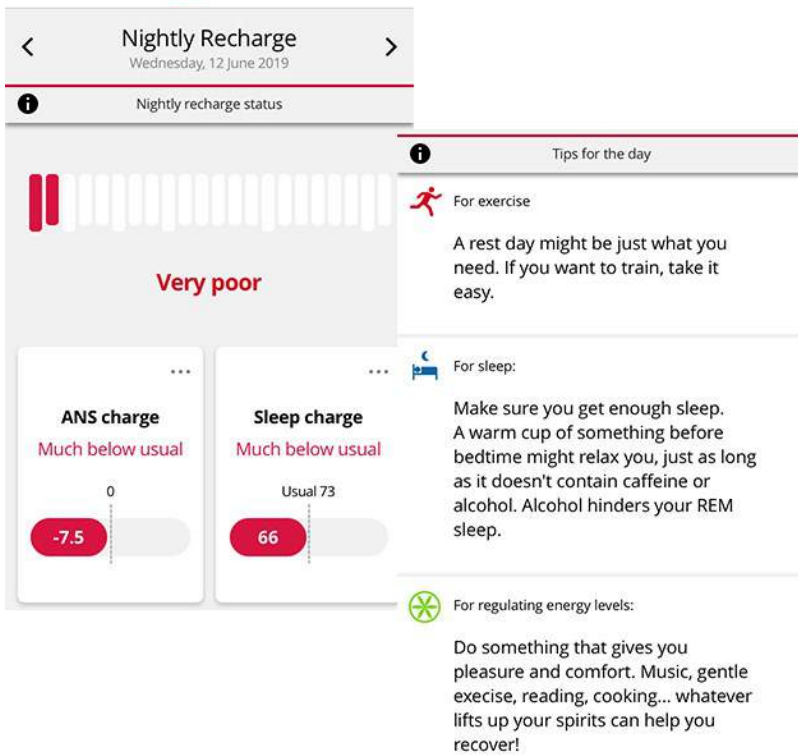 Nightly Recharge
Wednesday, 12 June 2019
Nightly recharge status
Very poor
ANS charge
Much below usual
0
-7.5
Sleep charge
Much below usual
Usual 73
66
Tips for the day
For exercise
A rest day might be just what you
need. If you want to train, take it
easy.
For sleep:
Make sure you get enough sleep.
A warm cup of something before
bedtime might relax you, just as long
as it doesn't contain caffeine or
alcohol. Alcohol hinders your REM
sleep.
For regulating energy levels:
Do something that gives you
pleasure and comfort. Music, gentle
execise, reading, cooking... whatever
lifts up your spirits can help you
recover!